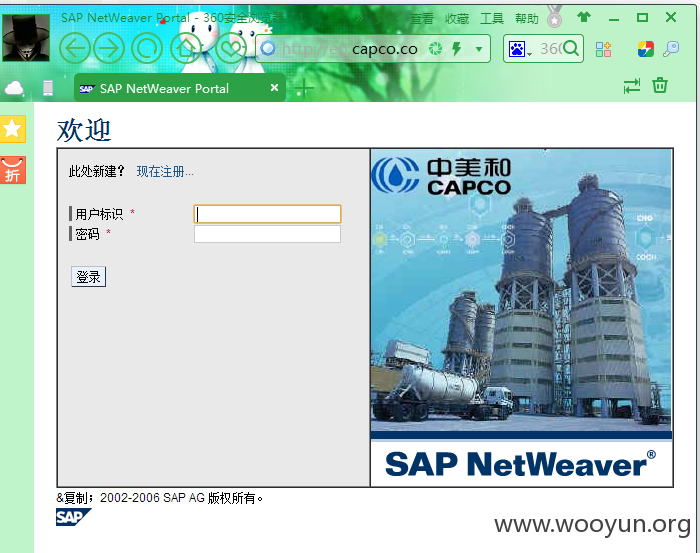 SAP NetWeaver Portal - 360安全浏览器
查看 收藏 工具 帮助
capco.co
360
SAP NetWeaver Portal
折
欢迎
此处新建? 现在注册...
用户标识 *
密码 *
登录
中美和
CAPCO
CHO
COOH
SAP NetWeaver®
&复制; 2002-2006 SAP AG 版权所有。
SAP
www.wooyun.org